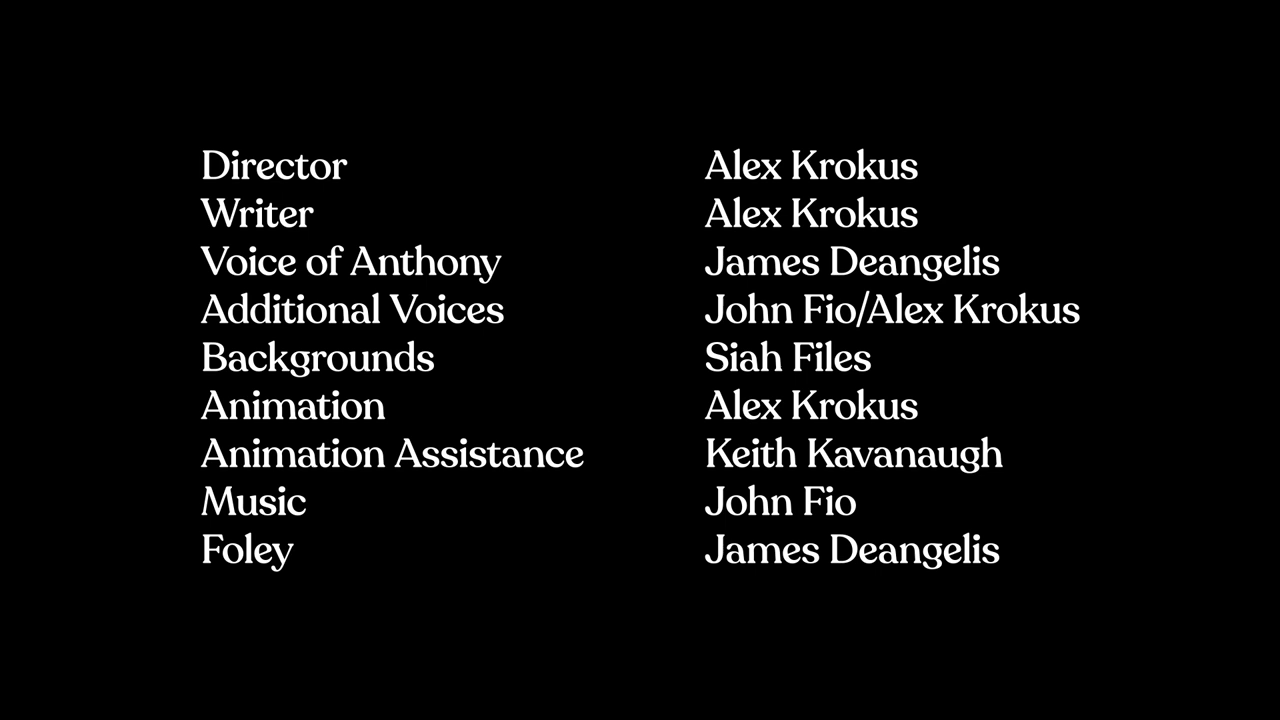 Director Alex Krokus
Writer Alex Krokus
Voice of Anthony James Deangelis
Additional Voices John Fio/Alex Krokus
Backgrounds Siah Files
Animation Alex Krokus
Animation Assistance Keith Kavanaugh
Music John Fio
Foley James Deangelis